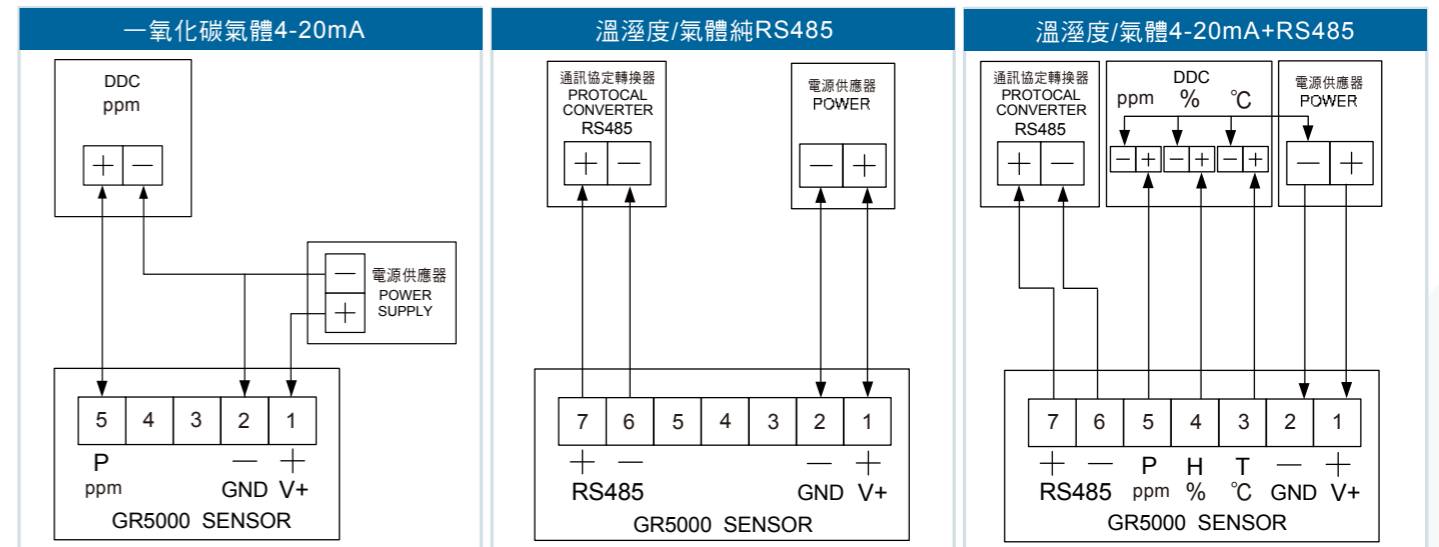 一氧化碳氣體4-20mA
DDC
ppm
+ −
−
+
電源供應器
POWER
SUPPLY
5 4 3 2 1
P − +
ppm GND V+
GR5000 SENSOR
溫溼度/氣體純RS485
通訊協定轉換器
PROTOCAL
CONVERTER
RS485
+ −
電源供應器
POWER
− +
7 6 5 4 3 2 1
+ − − +
RS485 GND V+
GR5000 SENSOR
溫溼度/氣體4-20mA+RS485
通訊協定轉換器
PROTOCAL
CONVERTER
RS485
+ −
DDC
ppm % ℃
− + − + − +
電源供應器
POWER
− +
7 6 5 4 3 2 1
+ − P H T − +
RS485 ppm % ℃ GND V+
GR5000 SENSOR